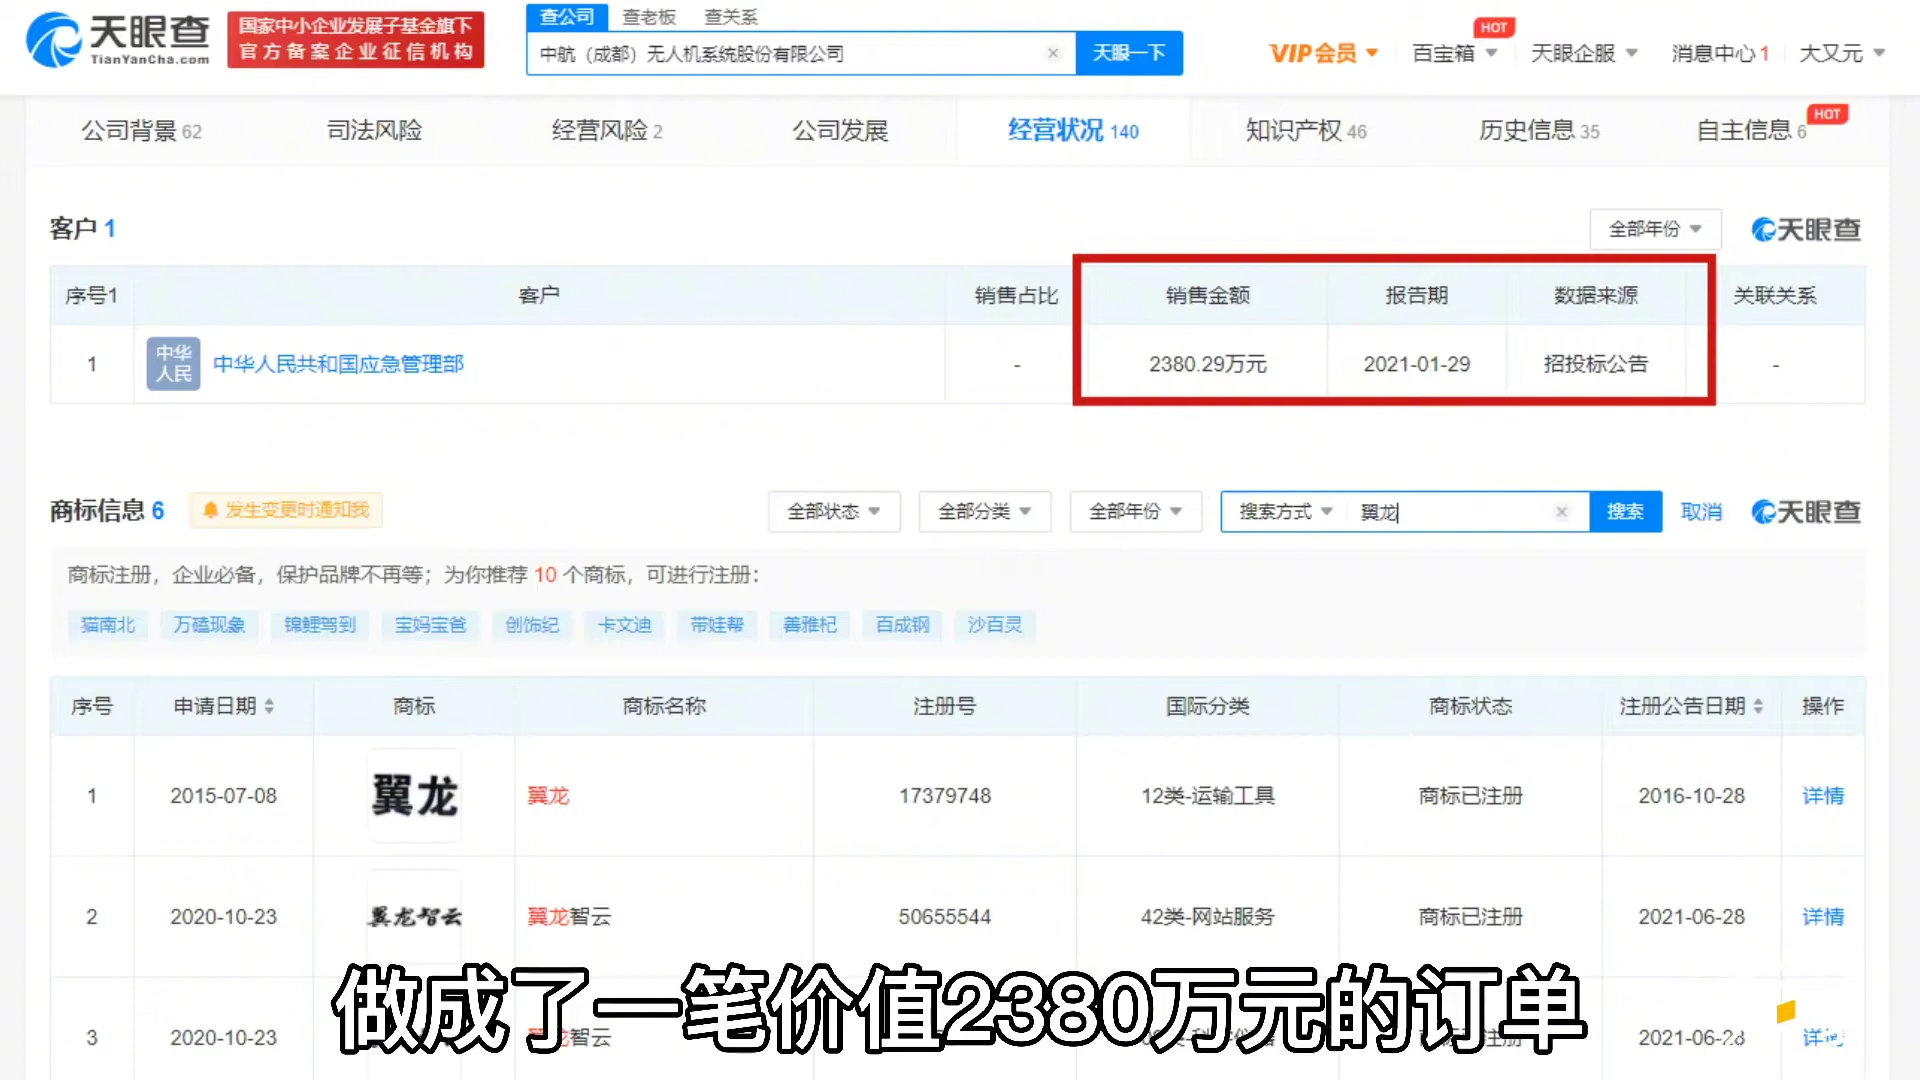 天眼查
TianYanCha.com
国家中小企业发展子基金旗下
官方备案企业征信机构
查公司 查老板 查关系
中航（成都）无人机系统股份有限公司 × 天眼一下
VIP会员 百宝箱 HOT 天眼企服 消息中心1 大又元
公司背景 62 司法风险 经营风险 2 公司发展 经营状况 140 知识产权 46 历史信息 35 自主信息 6 HOT
客户 1 全部年份 天眼查
序号1 客户 销售占比 销售金额 报告期 数据来源 关联关系
1 中华人民 中华人民共和国应急管理部 - 2380.29万元 2021-01-29 招投标公告 -
商标信息 6 发生变更时通知我 全部状态 全部分类 全部年份 搜索方式 翼龙 × 搜索 取消 天眼查
商标注册，企业必备，保护品牌不再等；为你推荐 10 个商标，可进行注册：
猫南北 万磕现象 锦鲤驾到 宝妈宝爸 创饰纪 卡文迪 带娃帮 善雅杞 百成钢 沙百灵
序号 申请日期 商标 商标名称 注册号 国际分类 商标状态 注册公告日期 操作
1 2015-07-08 翼龙 翼龙 17379748 12类-运输工具 商标已注册 2016-10-28 详情
2 2020-10-23 翼龙智云 翼龙智云 50655544 42类-网站服务 商标已注册 2021-06-28 详情
3 2020-10-23 龙智云 注册 2021-06-28 详情
做成了一笔价值2380万元的订单